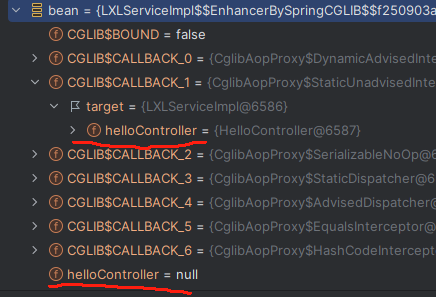 bean = {LXLServiceImpl$$EnhancerBySpringCGLIB$$f250903a
CGLIB$BOUND = false
CGLIB$CALLBACK_0 = {CglibAopProxy$DynamicAdvisedInte
CGLIB$CALLBACK_1 = {CglibAopProxy$StaticUnadvisedInt
target = {LXLServiceImpl@6586}
helloController = {HelloController@6587}
CGLIB$CALLBACK_2 = {CglibAopProxy$SerializableNoOp@6
CGLIB$CALLBACK_3 = {CglibAopProxy$StaticDispatcher@6
CGLIB$CALLBACK_4 = {CglibAopProxy$AdvisedDispatcher@
CGLIB$CALLBACK_5 = {CglibAopProxy$EqualsInterceptor@
CGLIB$CALLBACK_6 = {CglibAopProxy$HashCodeIntercept
helloController = null